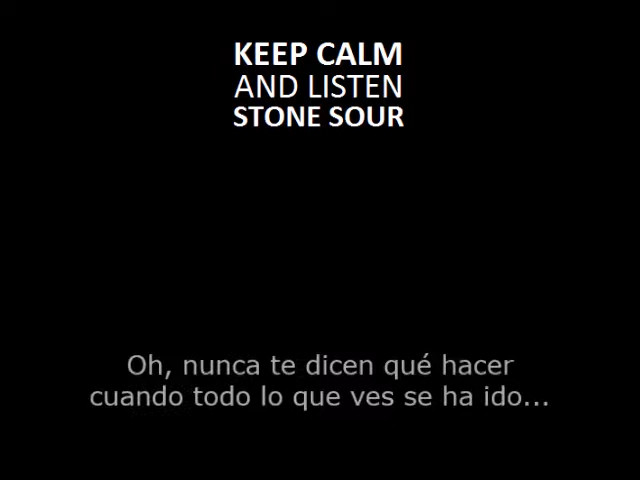 KEEP CALM
AND LISTEN
STONE SOUR
Oh, nunca te dicen qué hacer
cuando todo lo que ves se ha ido...